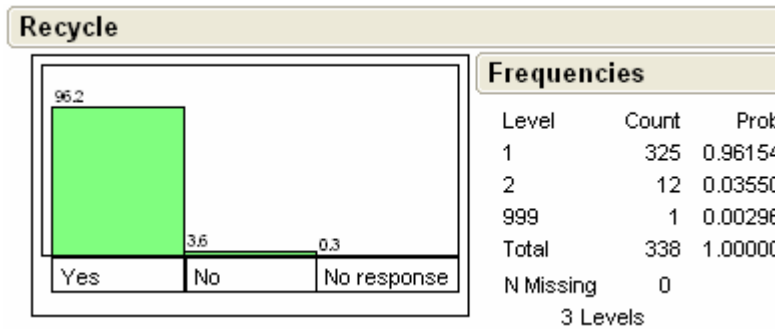 Recycle
96.2
3.6
0.3
Yes No No response
Frequencies
Level Count
1 325 0.96154
2 12 0.03550
999 1 0.00296
Total 338 1.00000
N Missing 0
3 Levels